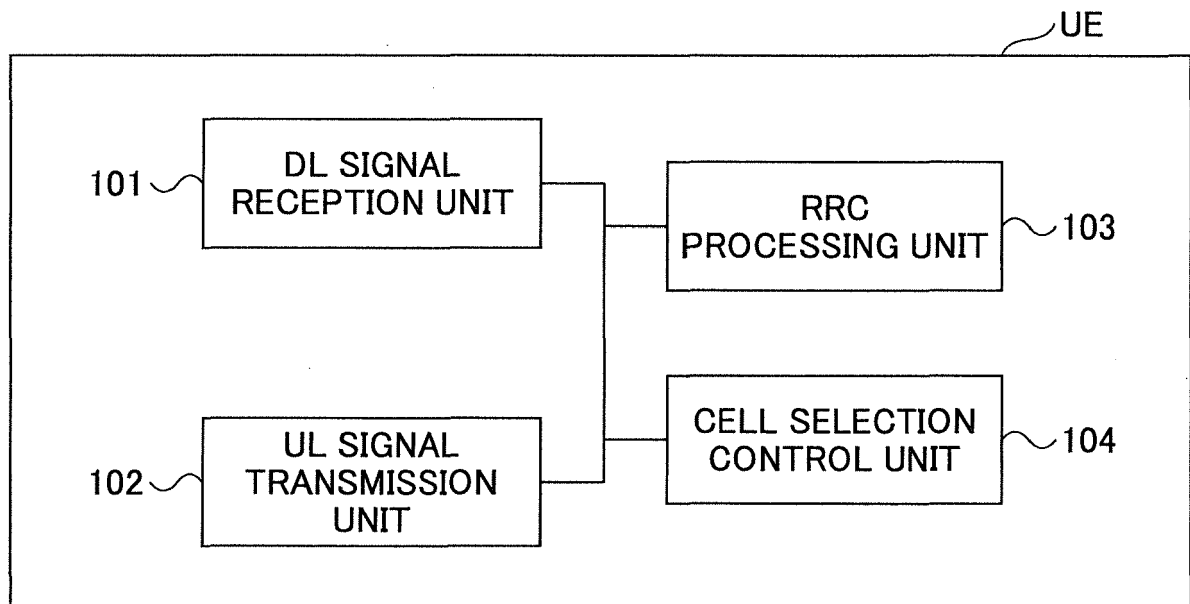 UE
101
DL SIGNAL
RECEPTION UNIT
RRC
PROCESSING UNIT
103
102
UL SIGNAL
TRANSMISSION
UNIT
CELL SELECTION
CONTROL UNIT
104